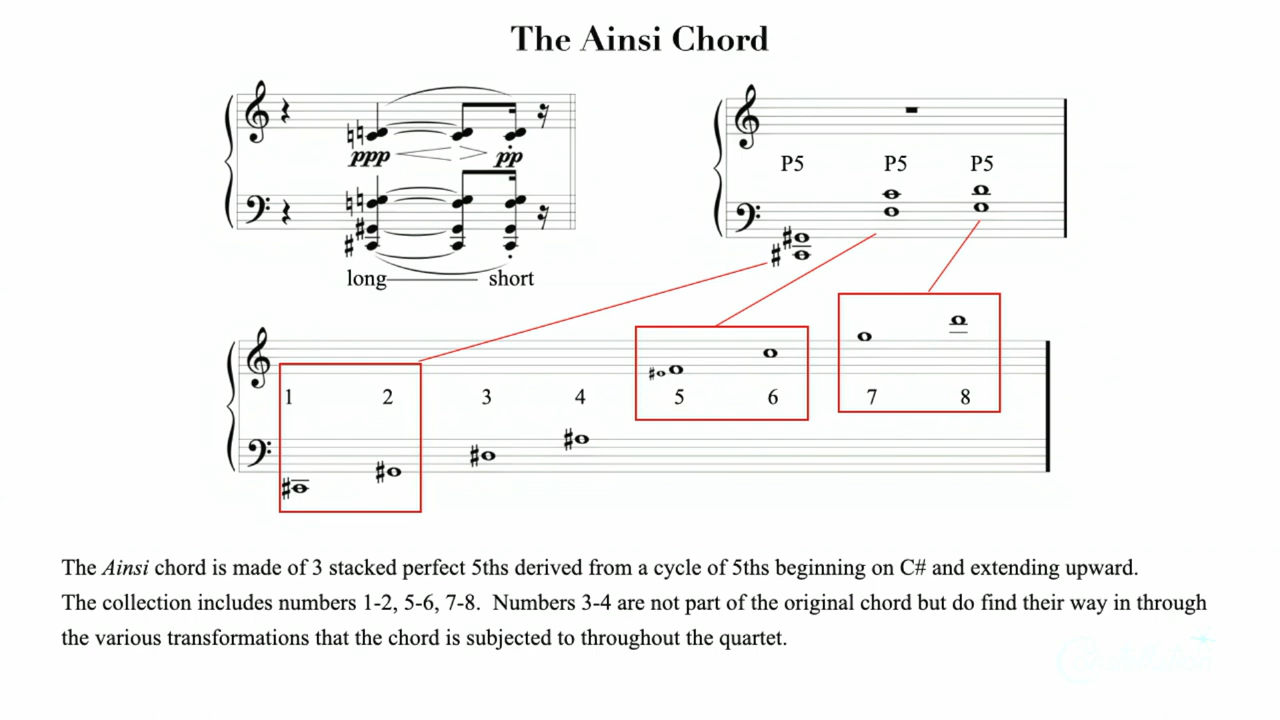 The Ainsi Chord
ppp pp
long short
P5 P5 P5
1 2 3 4 5 6 7 8
The Ainsi chord is made of 3 stacked perfect 5ths derived from a cycle of 5ths beginning on C# and extending upward.
The collection includes numbers 1-2, 5-6, 7-8. Numbers 3-4 are not part of the original chord but do find their way in through
the various transformations that the chord is subjected to throughout the quartet.